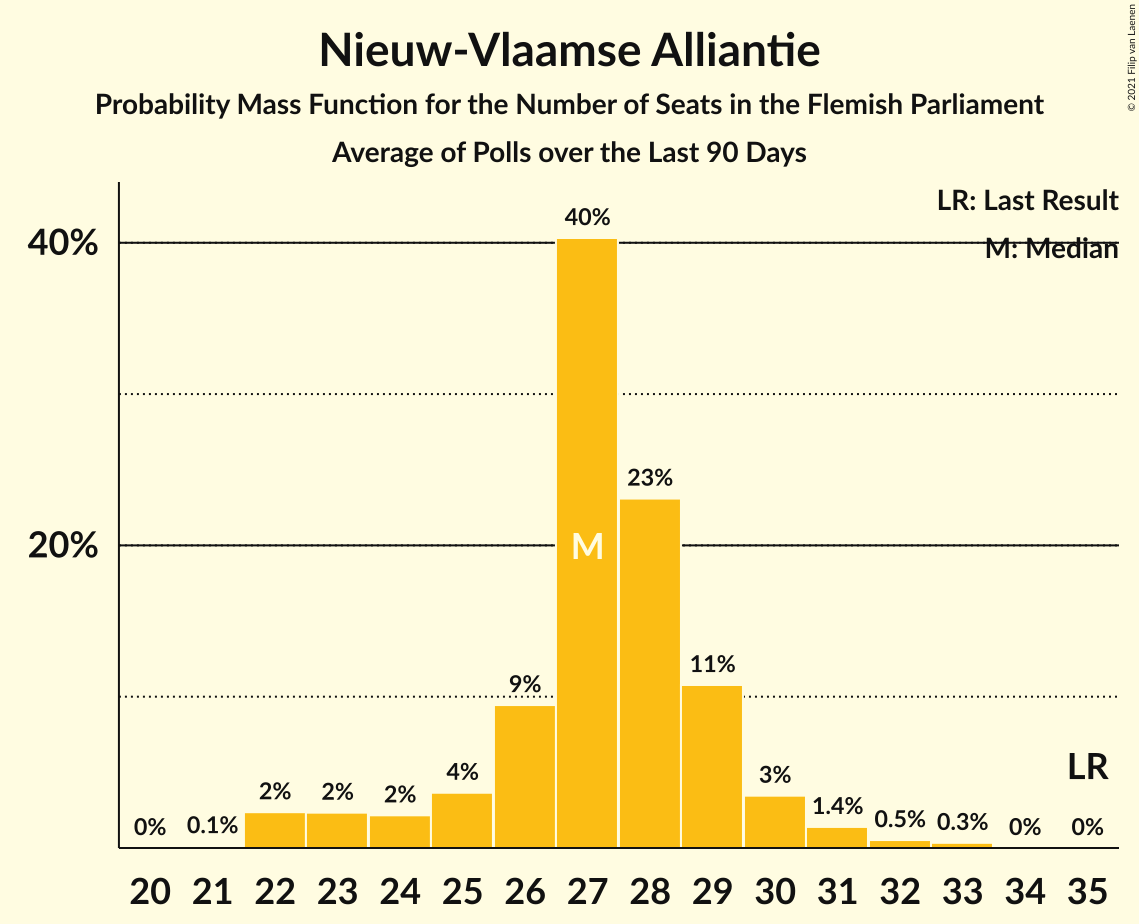 Nieuw-Vlaamse Alliantie
Probability Mass Function for the Number of Seats in the Flemish Parliament
Average of Polls over the Last 90 Days
© 2021 Filip van Laenen
LR: Last Result
M: Median
40%
20%
0%
0.1%
2%
2%
2%
4%
9%
40%
23%
11%
3%
1.4%
0.5%
0.3%
0%
0%
M
LR
20 21 22 23 24 25 26 27 28 29 30 31 32 33 34 35